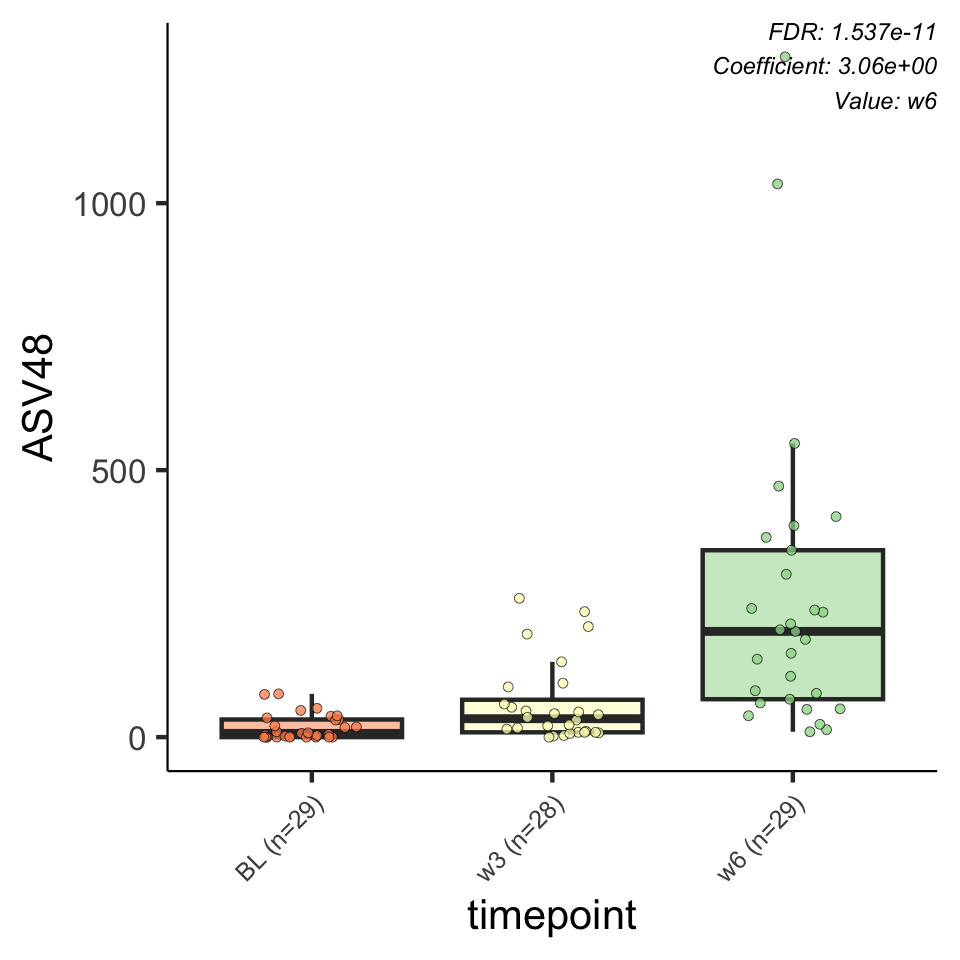 FDR: 1.537e-11
Coefficient: 3.06e+00
Value: w6
1000
500
0
ASV48
BL (n=29)
w3 (n=28)
w6 (n=29)
timepoint